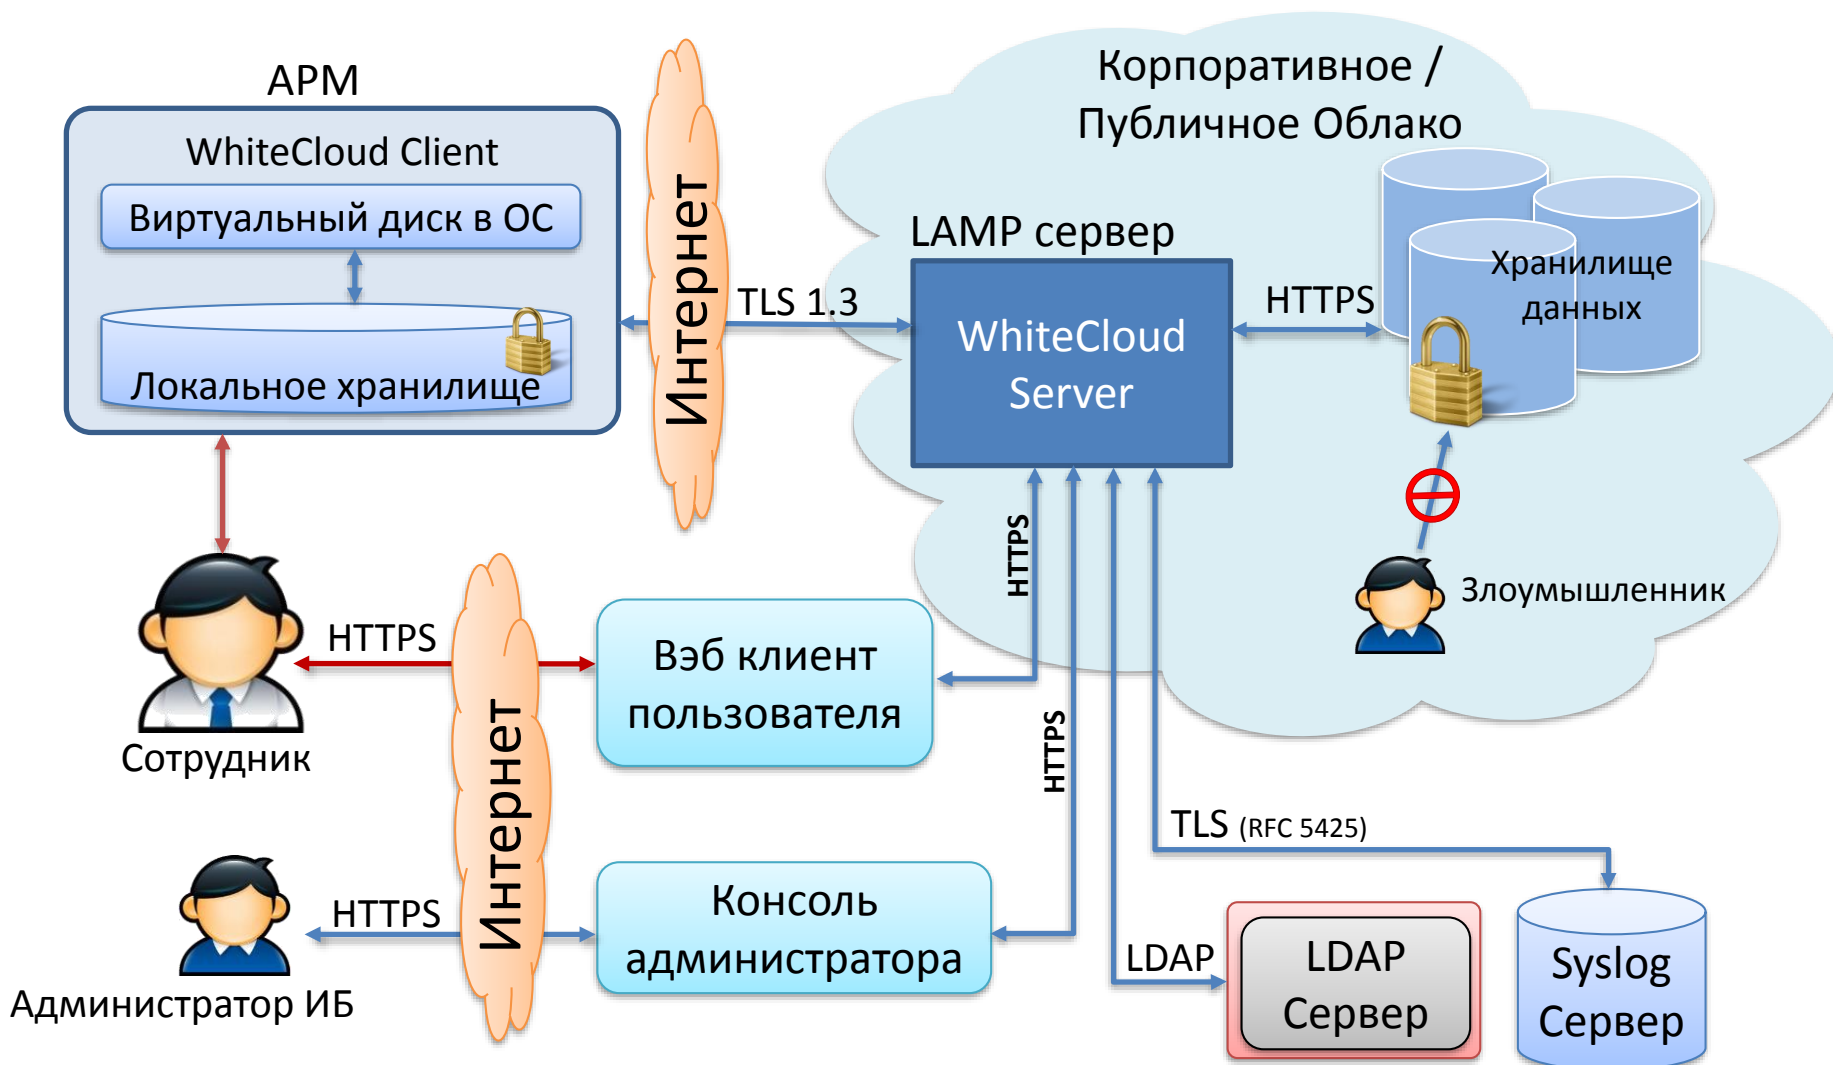 АРМ
WhiteCloud Client
Виртуальный диск в ОС
Локальное хранилище
Интернет
TLS 1.3
Корпоративное /
Публичное Облако
LAMP сервер
WhiteCloud
Server
HTTPS
Хранилище
данных
Злоумышленник
HTTPS
HTTPS
Сотрудник
HTTPS
Интернет
Вэб клиент
пользователя
Администратор ИБ
HTTPS
Консоль
администратора
TLS (RFC 5425)
LDAP
LDAP
Сервер
Syslog
Сервер